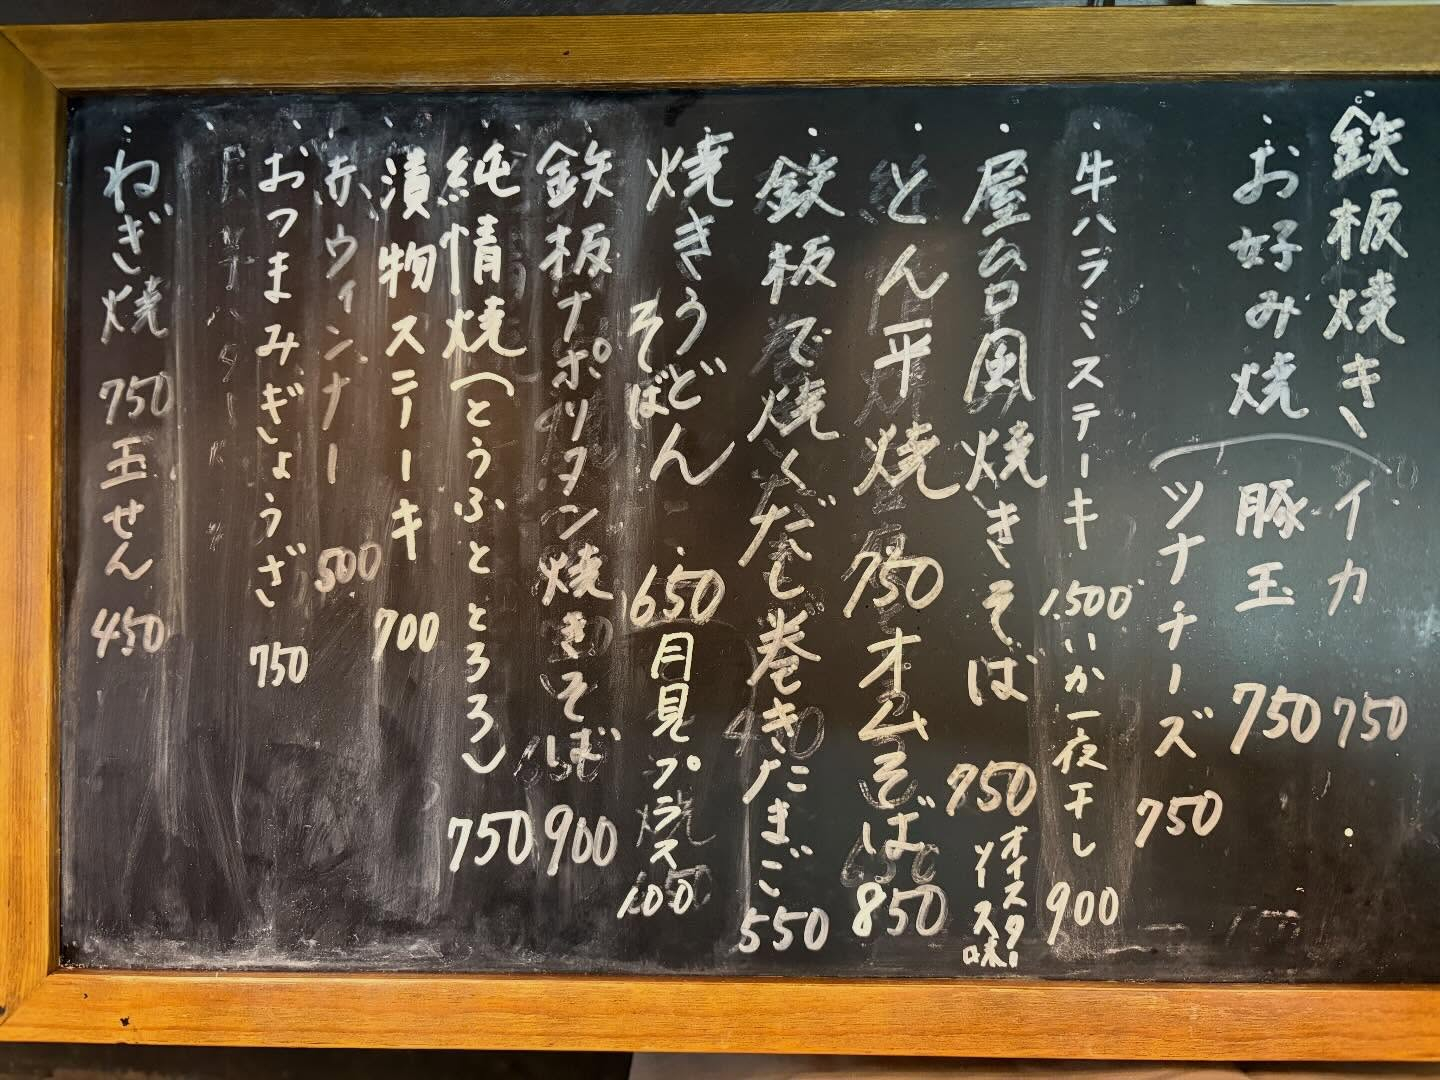 鉄板焼き
イカ 750
お好み焼 豚玉 750
ツナチーズ 750
牛ハラミステーキ 1,500
いか一夜干し 900
屋台風焼きそば 750
オイスターソース味
とん平焼 750
オムそば 850
鉄板で焼くだし巻きたまご 550
焼きうどん
そば
650
月見プラス 100
鉄板ナポリタン焼きそば 900
純情焼(とうふととろろ) 750
漬物ステーキ 700
赤ウィンナー 500
おつまみぎょうざ 750
ねぎ焼 750
玉せん 450